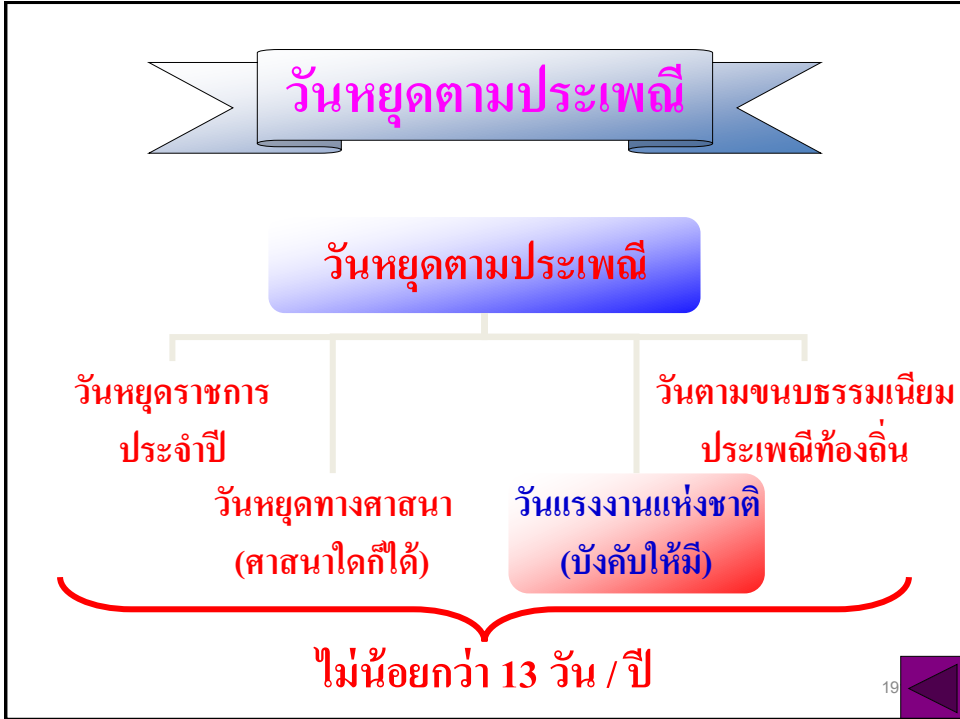 วันหยุดตามประเพณี
วันหยุดตามประเพณี
วันหยุดราชการ
ประจำปี
วันหยุดทางศาสนา
(ศาสนาใดก็ได้)
วันแรงงานแห่งชาติ
(บังคับให้มี)
วันตามขนบธรรมเนียม
ประเพณีท้องถิ่น
ไม่น้อยกว่า 13 วัน / ปี
19